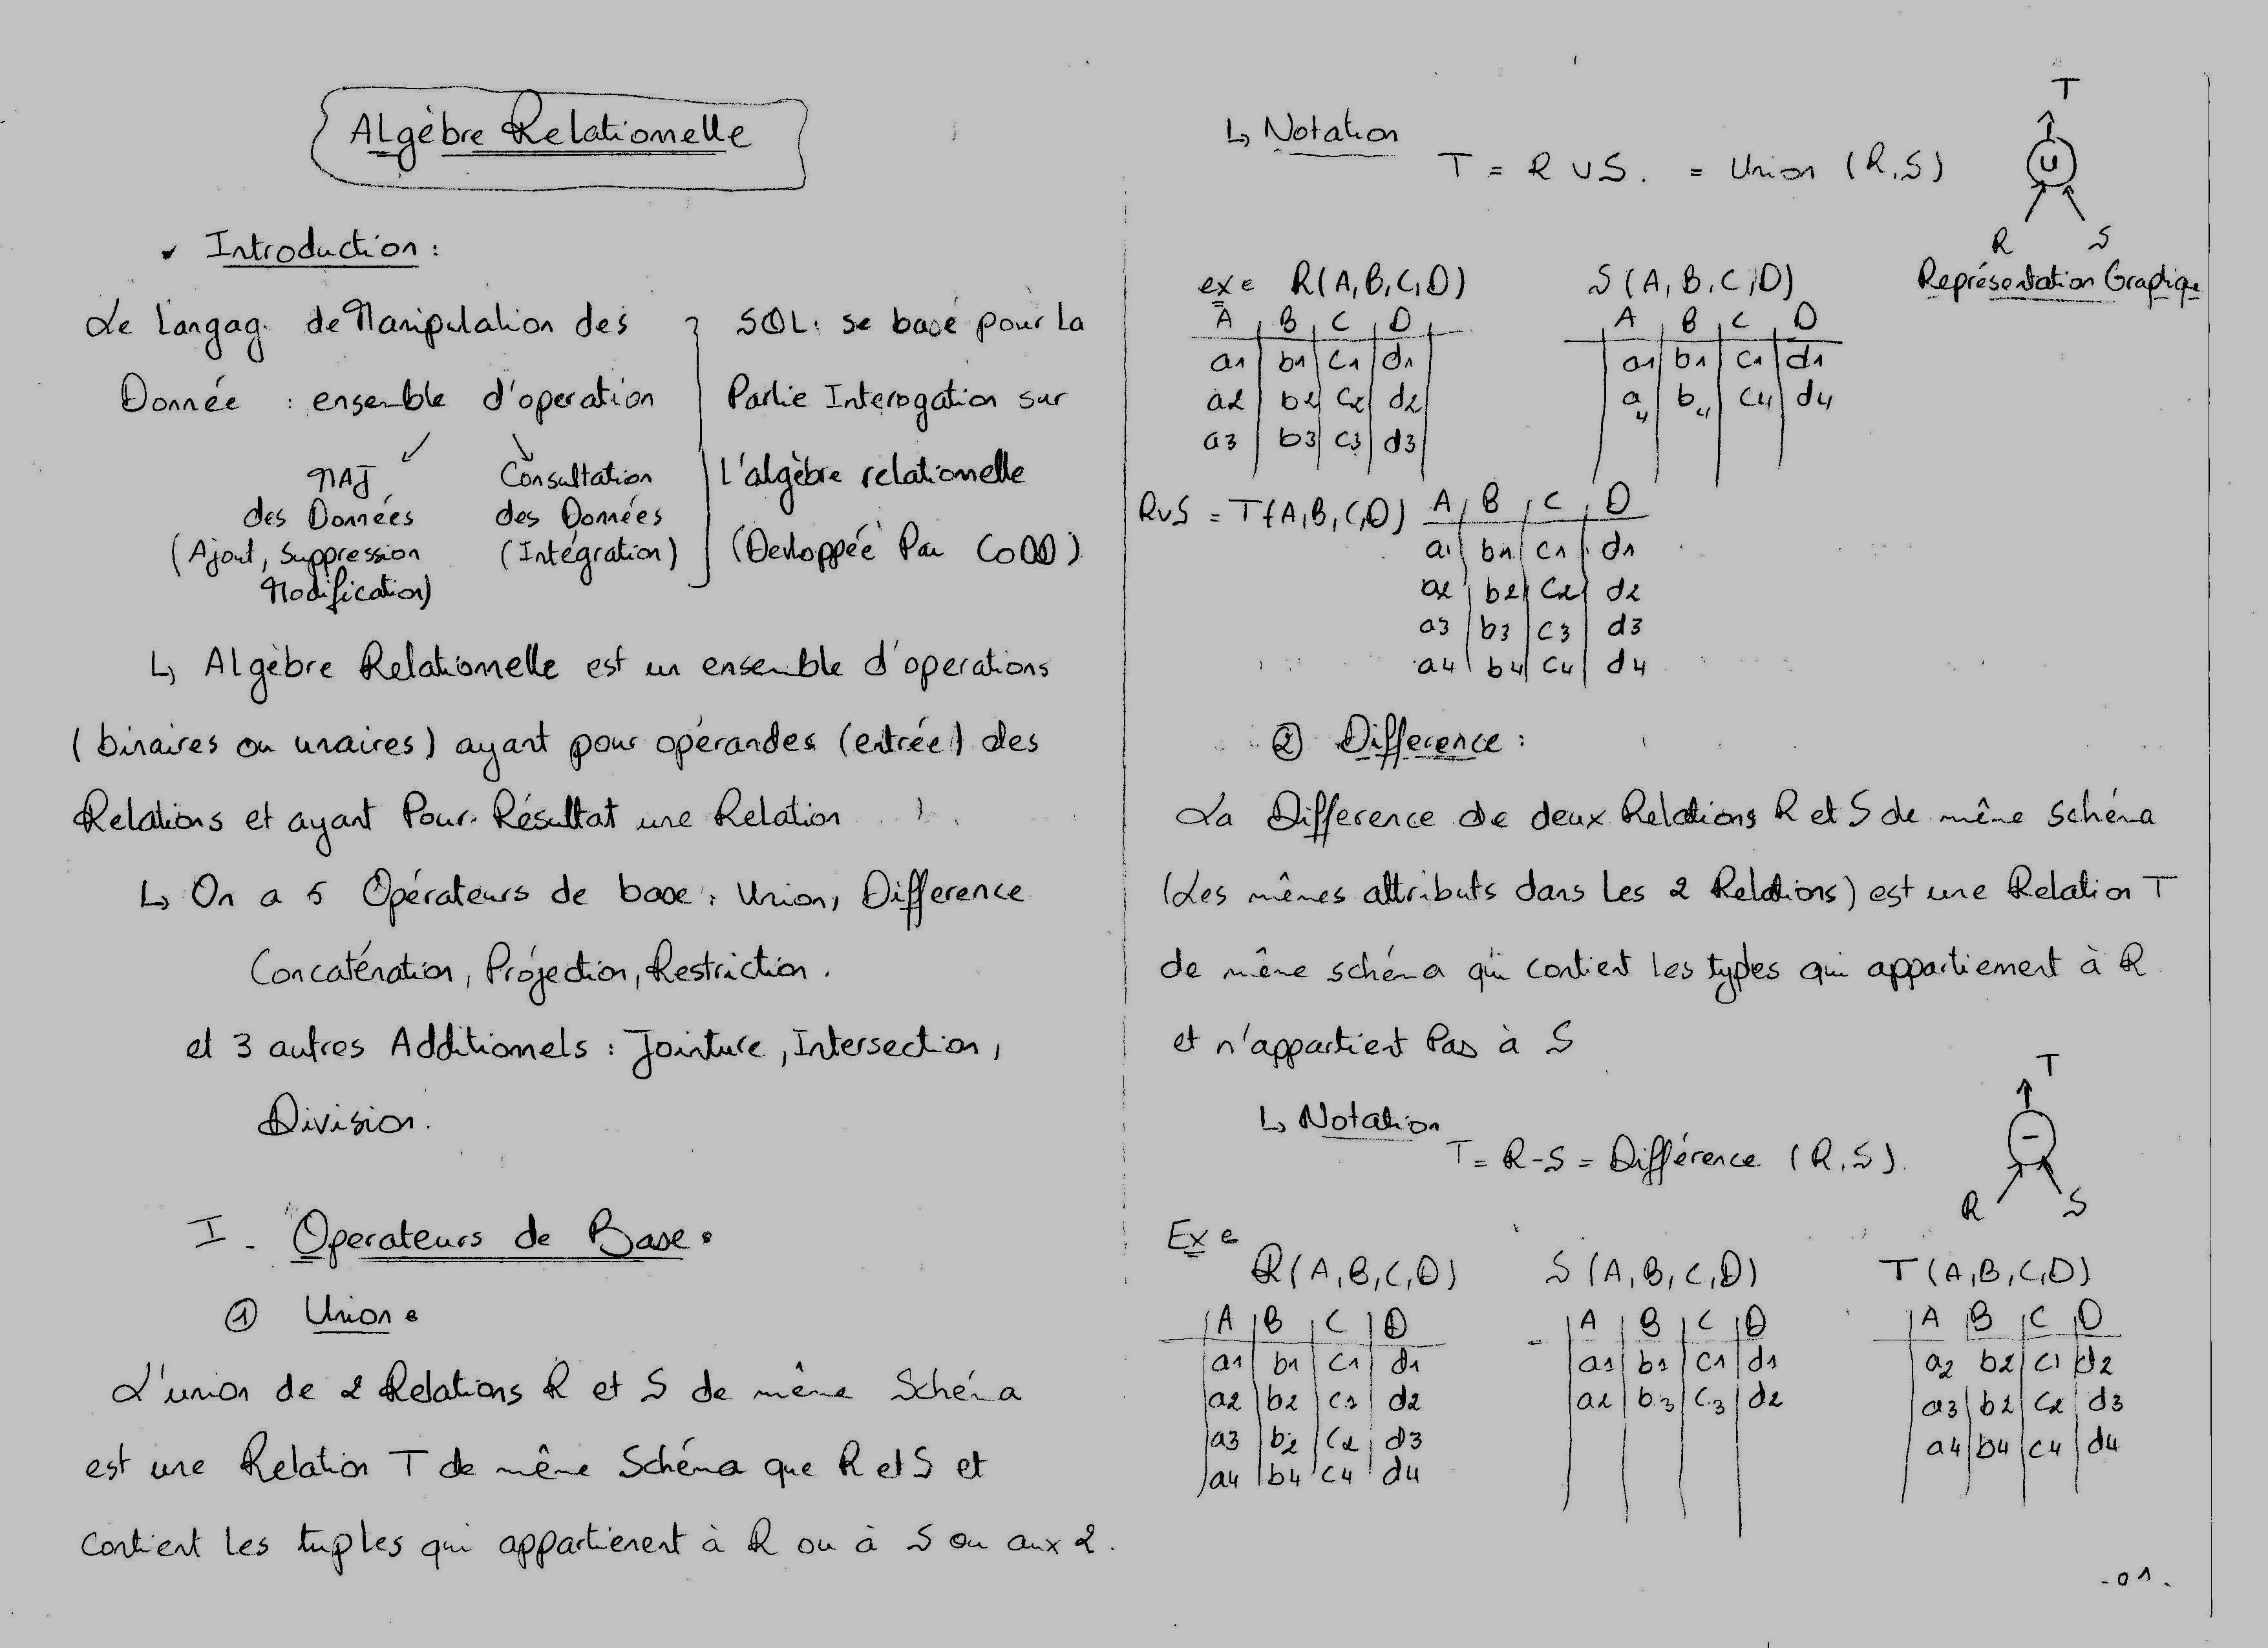 ALgèbre Relationelle
Introduction :
Le Langag. de Manipulation des
Donnée : ensemble d'operation
MAJ
des Données
(Ajout, Suppression
Modification)
Consultation
des Données
(Intégration)
SQL: se base pour La
Partie Interogation sur
L'algèbre relationelle
(Devloppée Par CODD)
↳ ALgèbre Relationnelle est un ensemble d'operations
(binaires ou unaires) ayant pour opérandes (entrée) des
Relations et ayant Pour Résultat une Relation
↳ On a 5 Opérateurs de base : Union, Difference
Concaténation, Projection, Restriction.
et 3 autres Additionnels : Jointure, Intersection,
Division.
I - Operateurs de Base.
① Union.
L'union de 2 Relations R et S de même Schéma
est une Relation T de même Schéma que R et S et
contient Les tuples qui appartienent à R ou à S ou aux 2.
↳ Notation
T = R ∪ S. = Union (R,S)
T
∪
R S
Représentation Graphique
exe R(A,B,C,D)
A B C D
a1 b1 c1 d1
a2 b2 c2 d2
a3 b3 c3 d3
S(A,B,C,D)
A B C D
a1 b1 c1 d1
a4 b4 c4 d4
R∪S = T(A,B,C,D)
A B C D
a1 b1 c1 d1
a2 b2 c2 d2
a3 b3 c3 d3
a4 b4 c4 d4
② Difference :
La Difference de deux Relations R et S de même schéma
(Les mêmes attributs dans Les 2 Relations) est une Relation T
de même schéma qui contient Les types qui appartiement à R
et n'appartient Pas à S
↳ Notation
T = R-S = Différence (R,S).
T
-
R S
Exe
R(A,B,C,D)
A B C D
a1 b1 c1 d1
a2 b2 c1 d2
a3 b2 c2 d3
a4 b4 c4 d4
S(A,B,C,D)
- A B C D
a1 b1 c1 d1
a2 b3 c3 d2
T(A,B,C,D)
A B C D
a2 b2 c1 d2
a3 b2 c2 d3
a4 b4 c4 d4
-01-